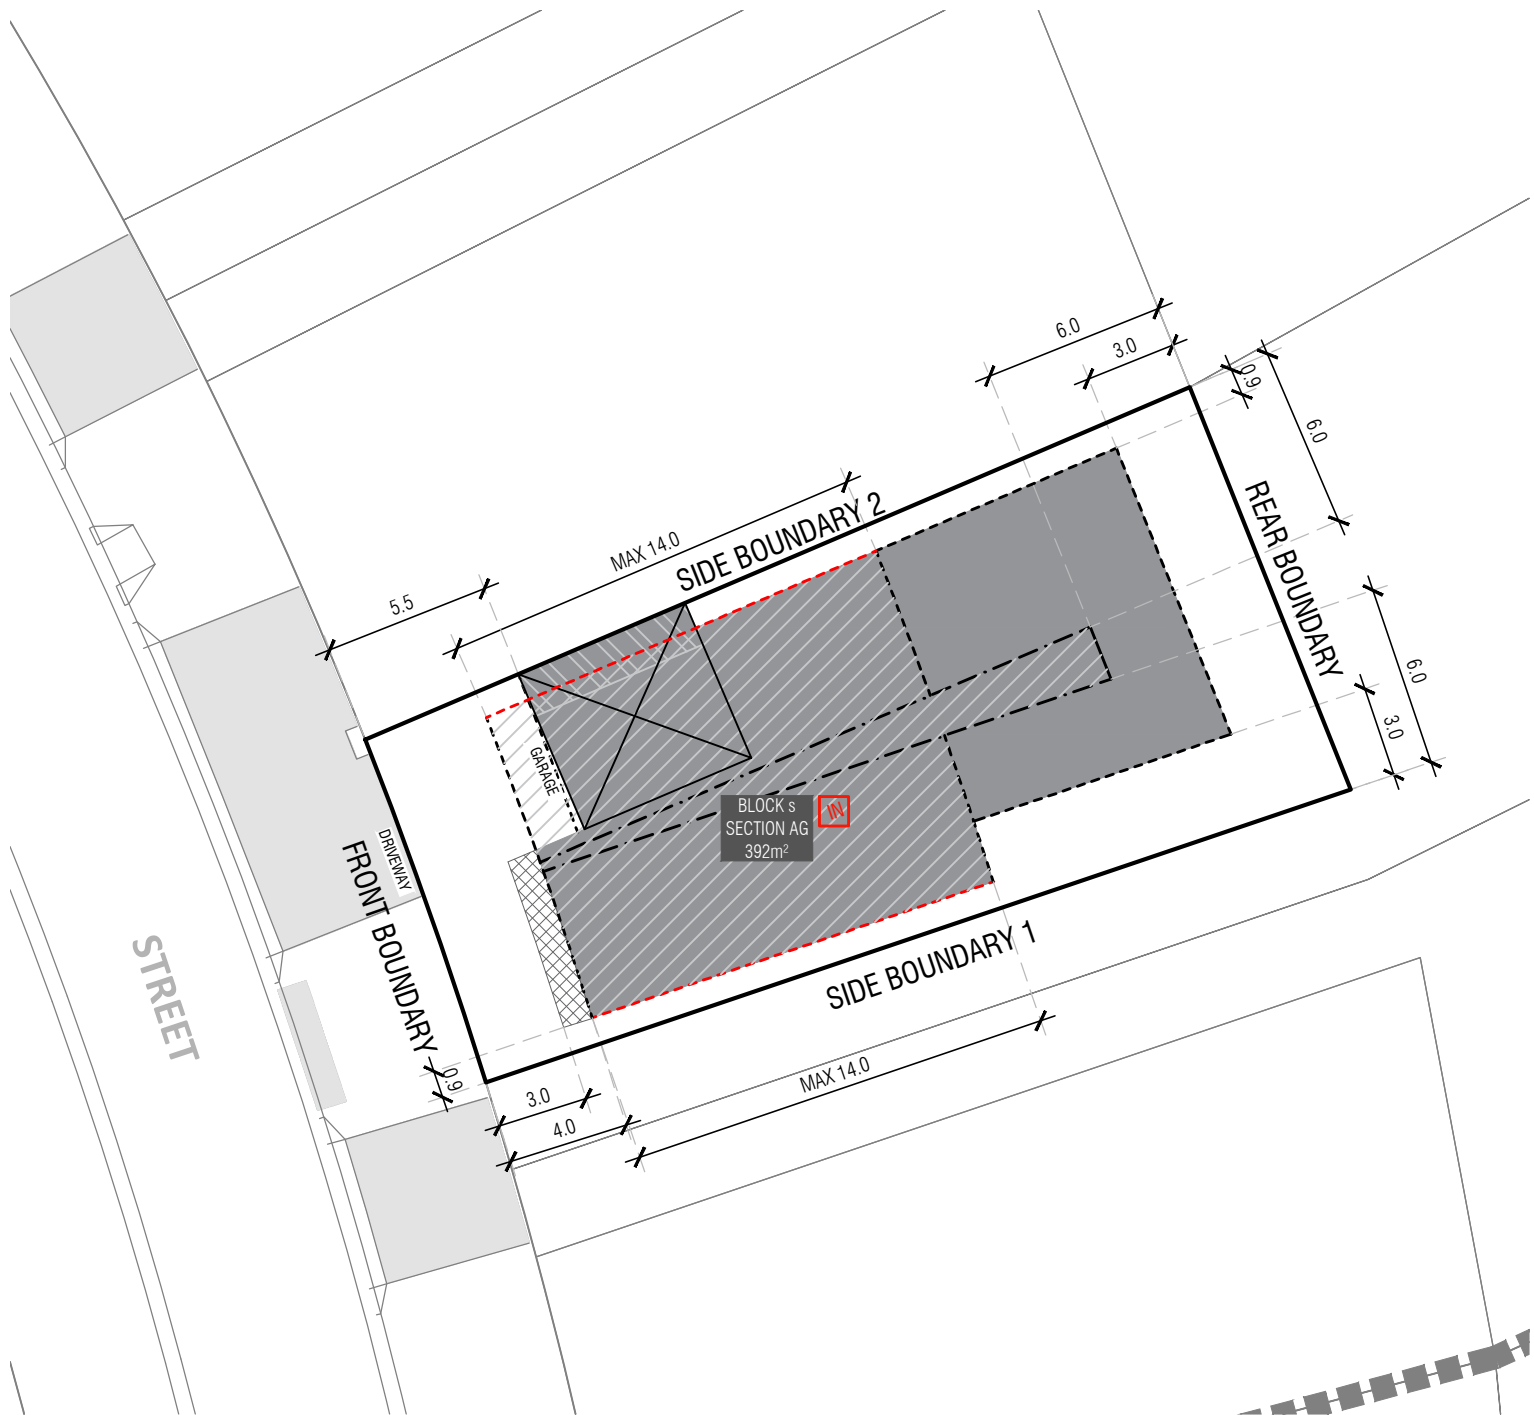 6.0
3.0
0.9
6.0
MAX 14.0
SIDE BOUNDARY 2
5.5
REAR BOUNDARY
6.0
3.0
GARAGE
DRIVEWAY
BLOCK s
SECTION AG
392m²
IN
FRONT BOUNDARY
STREET
SIDE BOUNDARY 1
0.9
3.0
4.0
MAX 14.0